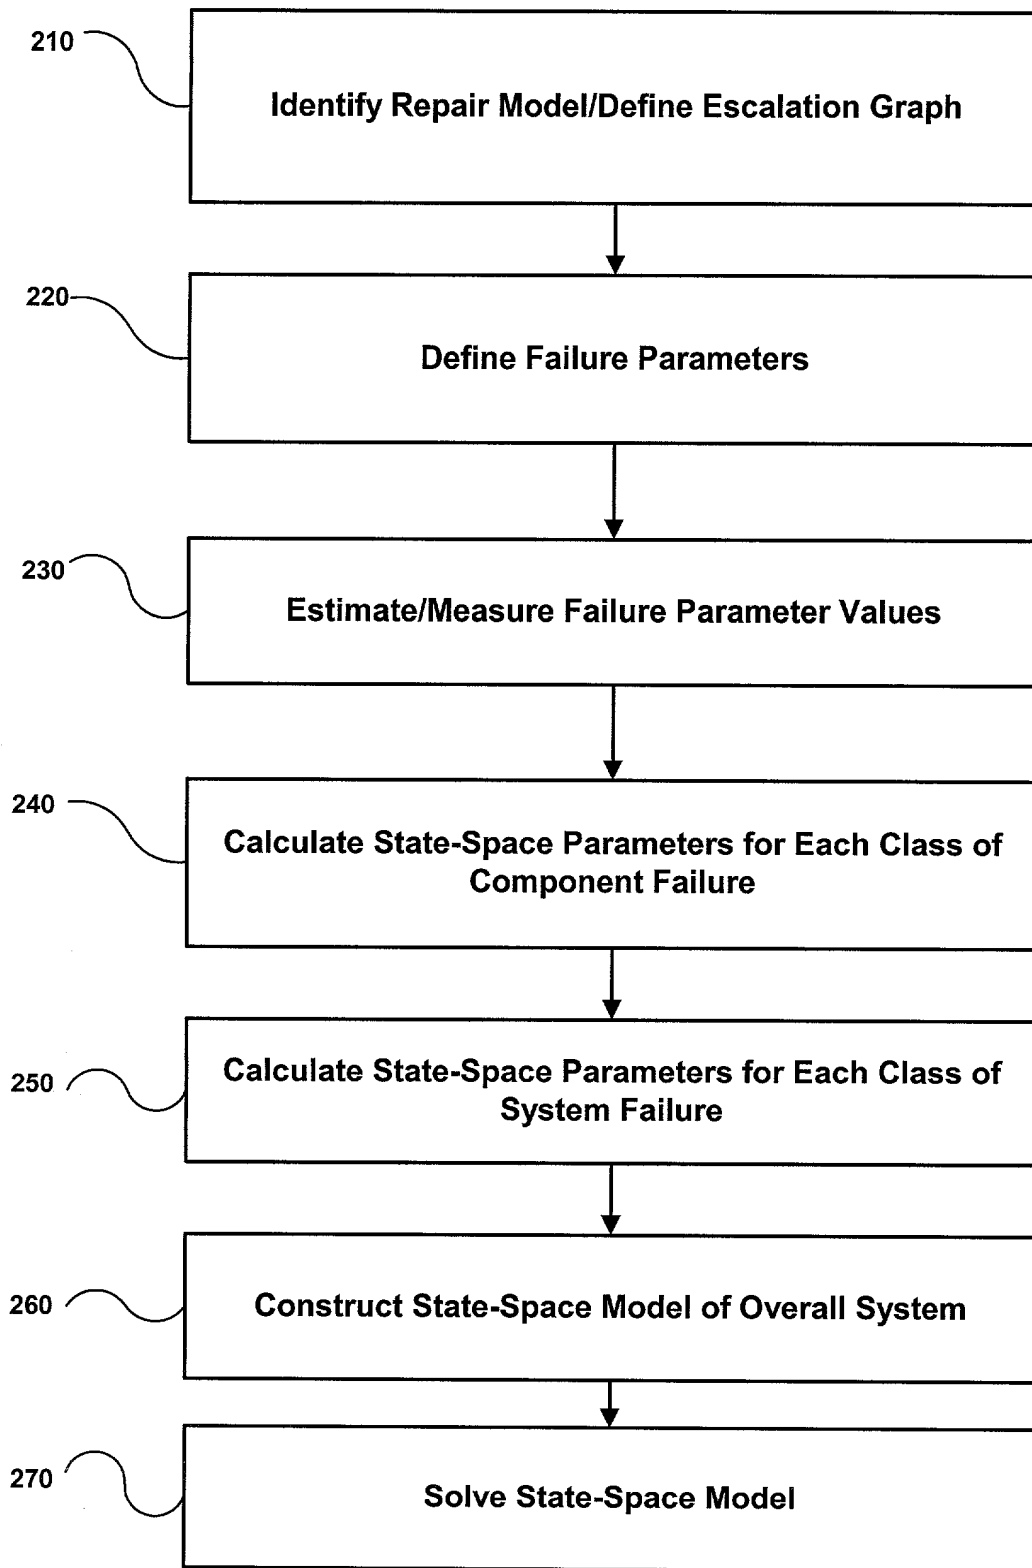 210
Identify Repair Model/Define Escalation Graph
220
Define Failure Parameters
230
Estimate/Measure Failure Parameter Values
240
Calculate State-Space Parameters for Each Class of
Component Failure
250
Calculate State-Space Parameters for Each Class of
System Failure
260
Construct State-Space Model of Overall System
270
Solve State-Space Model